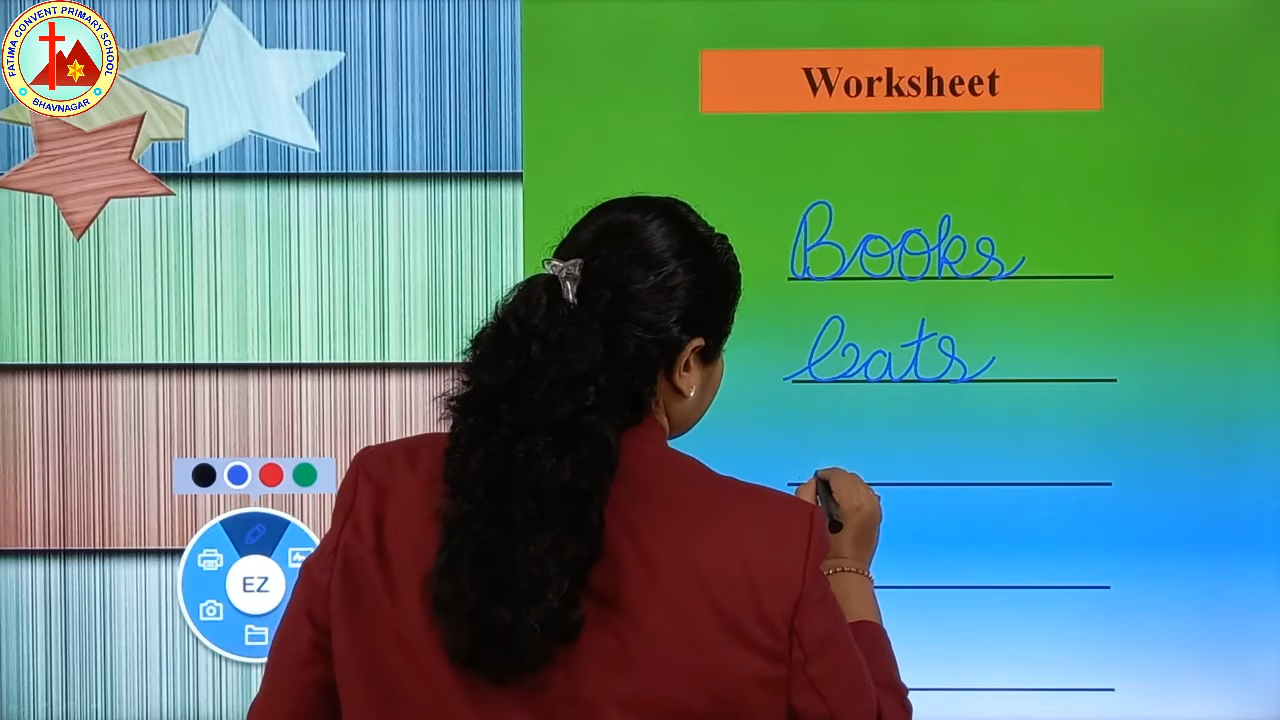 FATIMA CONVENT PRIMARY SCHOOL
BHAVNAGAR
Worksheet
Books
Cats
EZ